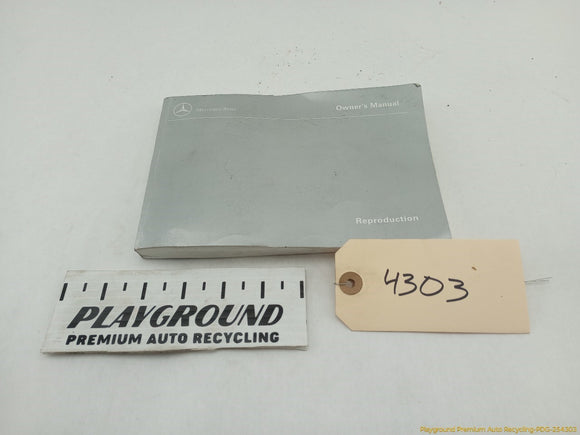 Mercedes-Benz
Owner's Manual
Reproduction
4303
PLAYGROUND
PREMIUM AUTO RECYCLING
Playground Premium Auto Recycling-PDG-254303